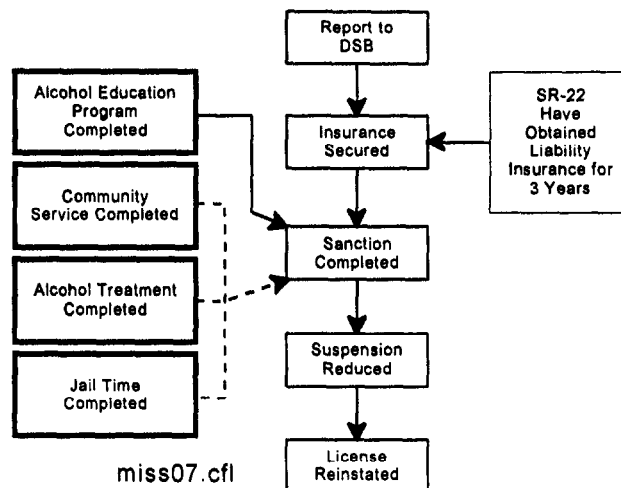 Report to
DSB
Alcohol Education
Program
Completed
Insurance
Secured
SR-22
Have
Obtained
Liability
Insurance for
3 Years
Community
Service Completed
Sanction
Completed
Alcohol Treatment
Completed
Suspension
Reduced
Jail Time
Completed
License
Reinstated
miss07.cfl